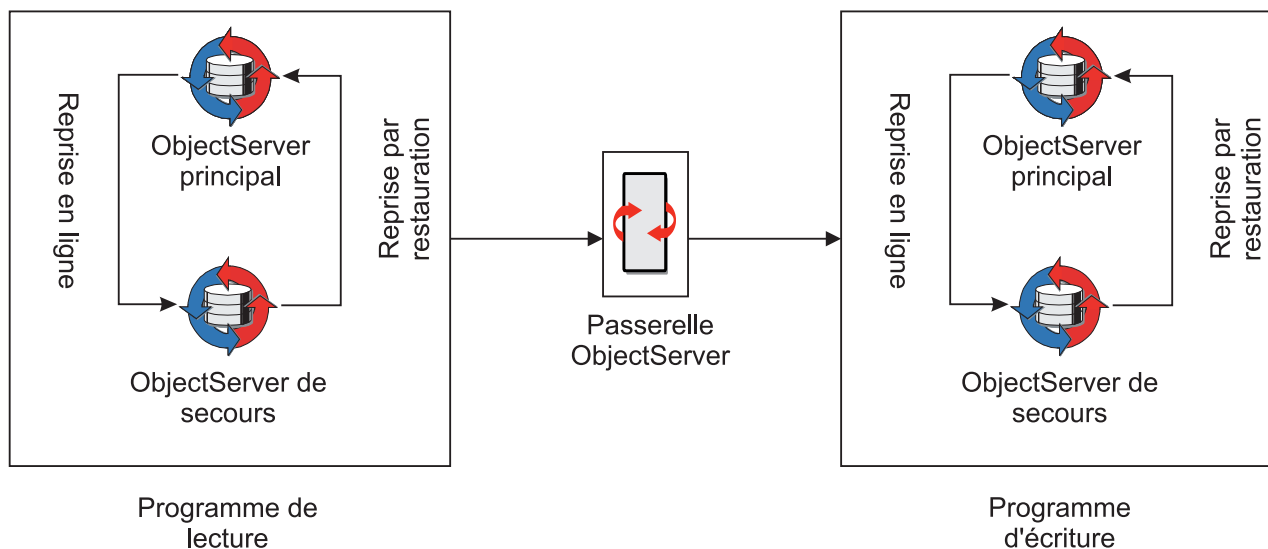 Reprise en ligne
ObjectServer
principal
Reprise par
restauration
ObjectServer de
secours
Programme de
lecture
Passerelle
ObjectServer
Reprise en ligne
ObjectServer
principal
Reprise par
restauration
ObjectServer de
secours
Programme
d'écriture